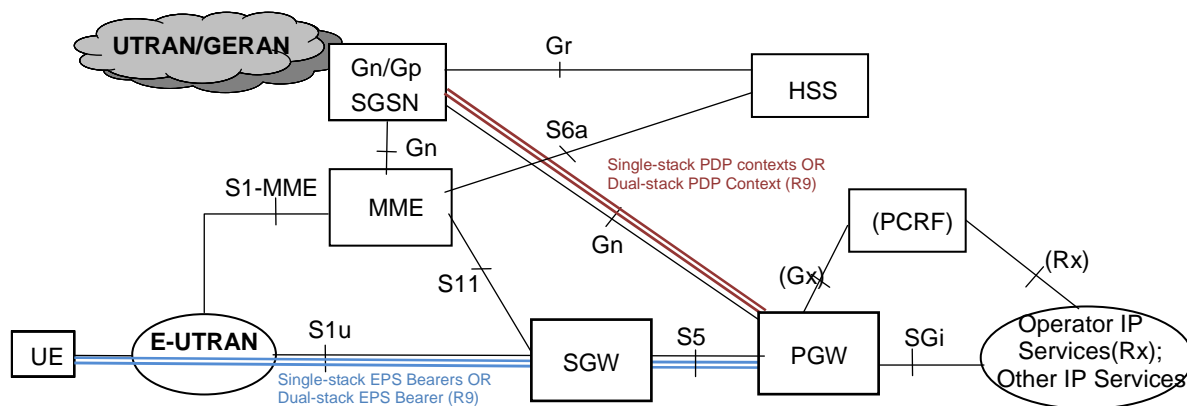 UTRAN/GERAN
Gn/Gp
SGSN
Gr
HSS
S6a
Gn
Single-stack PDP contexts OR
Dual-stack PDP Context (R9)
S1-MME
MME
Gn
(PCRF)
(Gx)
(Rx)
S11
UE
E-UTRAN
S1u
SGW
S5
PGW
SGi
Operator IP
Services(Rx);
Other IP Services
Single-stack EPS Bearers OR
Dual-stack EPS Bearer (R9)